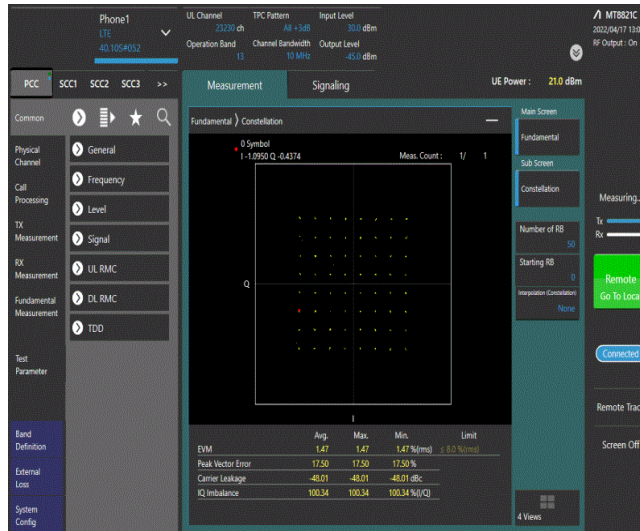 Phone1
LTE
40.105#052
UL Channel
23230 ch
TPC Pattern
All +3dB
Input Level
30.0 dBm
Operation Band
13
Channel Bandwidth
10 MHz
Output Level
-45.0 dBm
MT8821C
2022/04/17 13:0
RF Output : On
PCC SCC1 SCC2 SCC3 >>
Measurement Signaling
UE Power : 21.0 dBm
Common
Physical
Channel
Call
Processing
TX
Measurement
RX
Measurement
Fundamental
Measurement
Test
Parameter
Band
Definition
External
Loss
System
Config
General
Frequency
Level
Signal
UL RMC
DL RMC
TDD
Fundamental ⟩ Constellation
0 Symbol
I -1.0950 Q -0.4374
Meas. Count : 1/ 1
Q
I
Avg. Max. Min. Limit
EVM 1.47 1.47 1.47 %(rms) ≤ 8.0 %(rms)
Peak Vector Error 17.50 17.50 17.50 %
Carrier Leakage -48.01 -48.01 -48.01 dBc
IQ Imbalance 100.34 100.34 100.34 %(I/Q)
Main Screen
Fundamental
Sub Screen
Constellation
Number of RB
50
Starting RB
0
Interpolation (Constellation)
None
4 Views
Measuring..
Tx
Rx
Remote
Go To Loca
Connected
Remote Trac
Screen Off